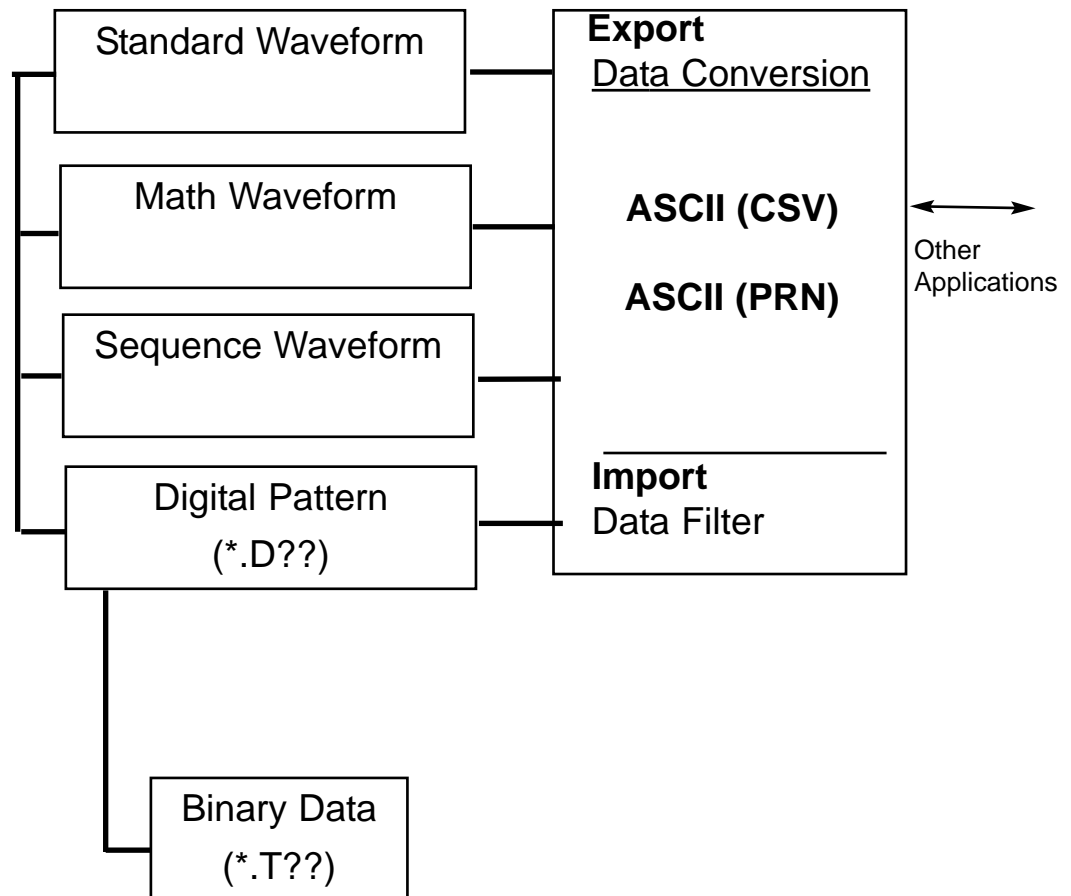 Standard Waveform
Math Waveform
Sequence Waveform
Digital Pattern
(*.D??)
Binary Data
(*.T??)
Export
Data Conversion
ASCII (CSV)
ASCII (PRN)
Import
Data Filter
Other
Applications